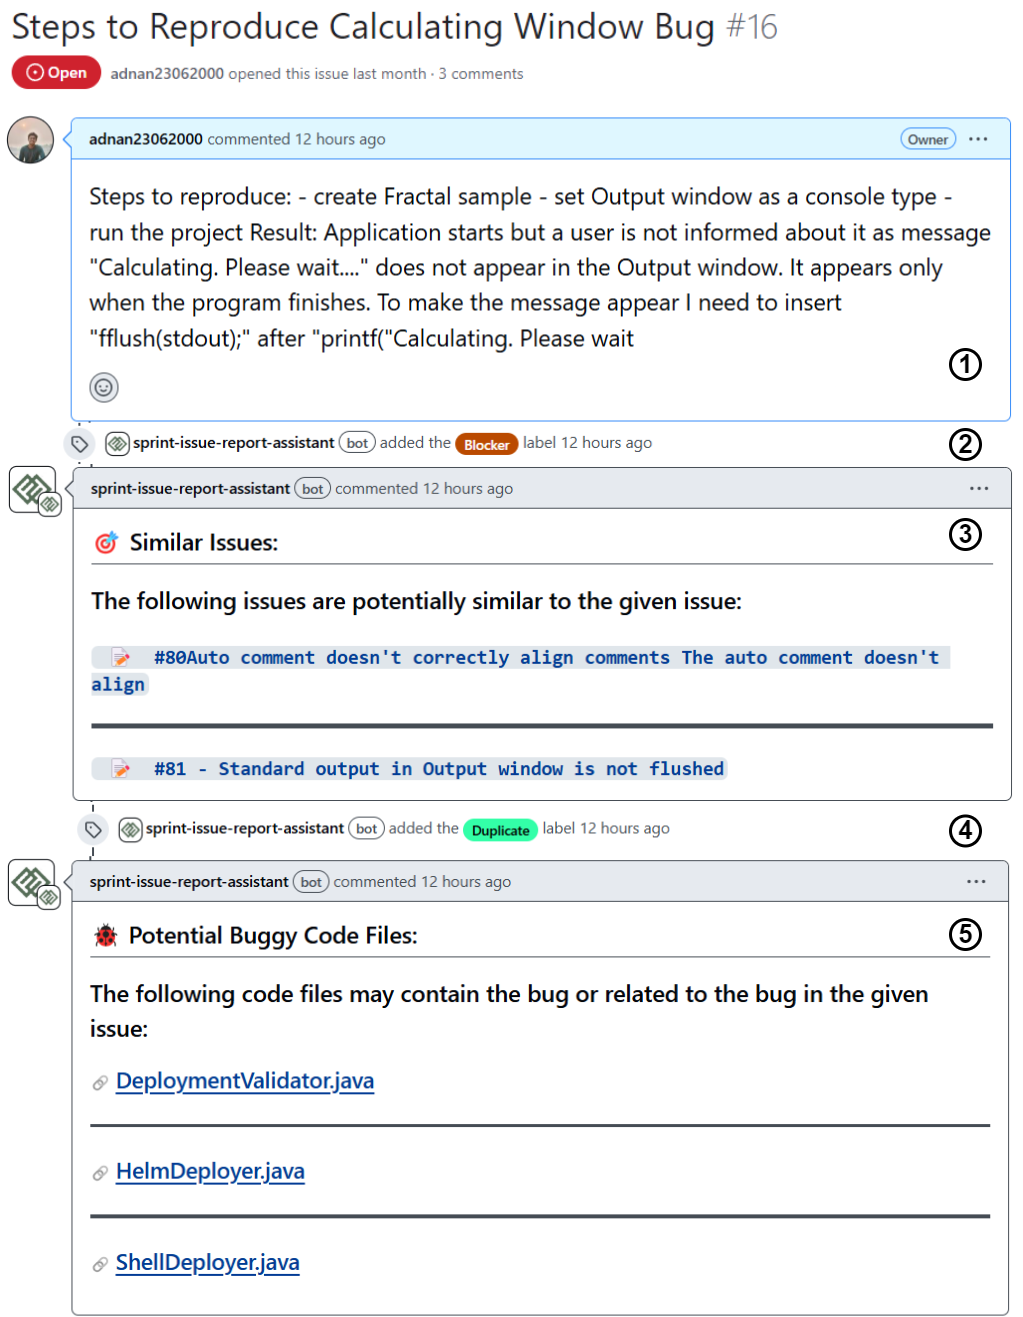 Steps to Reproduce Calculating Window Bug #16
Open adnan23062000 opened this issue last month · 3 comments
adnan23062000 commented 12 hours ago Owner ...
Steps to reproduce: - create Fractal sample - set Output window as a console type -
run the project Result: Application starts but a user is not informed about it as message
"Calculating. Please wait...." does not appear in the Output window. It appears only
when the program finishes. To make the message appear I need to insert
"fflush(stdout);" after "printf("Calculating. Please wait
1
sprint-issue-report-assistant bot added the Blocker label 12 hours ago 2
sprint-issue-report-assistant bot commented 12 hours ago ...
Similar Issues: 3
The following issues are potentially similar to the given issue:
#80Auto comment doesn't correctly align comments The auto comment doesn't
align
#81 - Standard output in Output window is not flushed
sprint-issue-report-assistant bot added the Duplicate label 12 hours ago 4
sprint-issue-report-assistant bot commented 12 hours ago ...
Potential Buggy Code Files: 5
The following code files may contain the bug or related to the bug in the given
issue:
DeploymentValidator.java
HelmDeployer.java
ShellDeployer.java